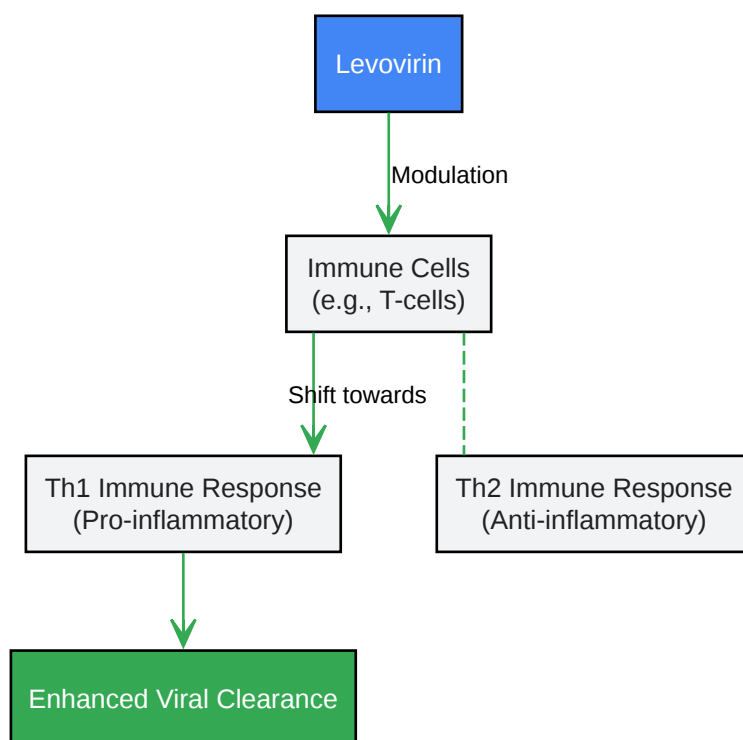 Levovirin
Modulation
Immune Cells
(e.g., T-cells)
Shift towards
Th1 Immune Response
(Pro-inflammatory)
Th2 Immune Response
(Anti-inflammatory)
Enhanced Viral Clearance